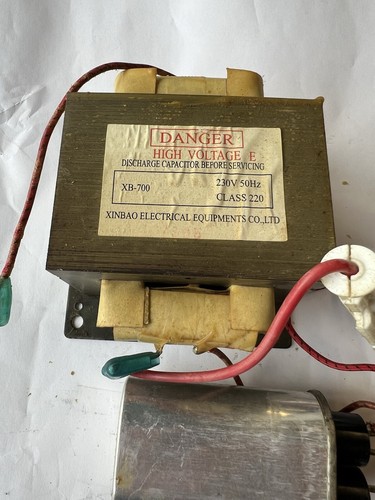 DANGER
HIGH VOLTAGE E
DISCHARGE CAPACITOR BEFORE SERVICING
XB-700 230V 50Hz
CLASS 220
XINBAO ELECTRICAL EQUIPMENTS CO.,LTD